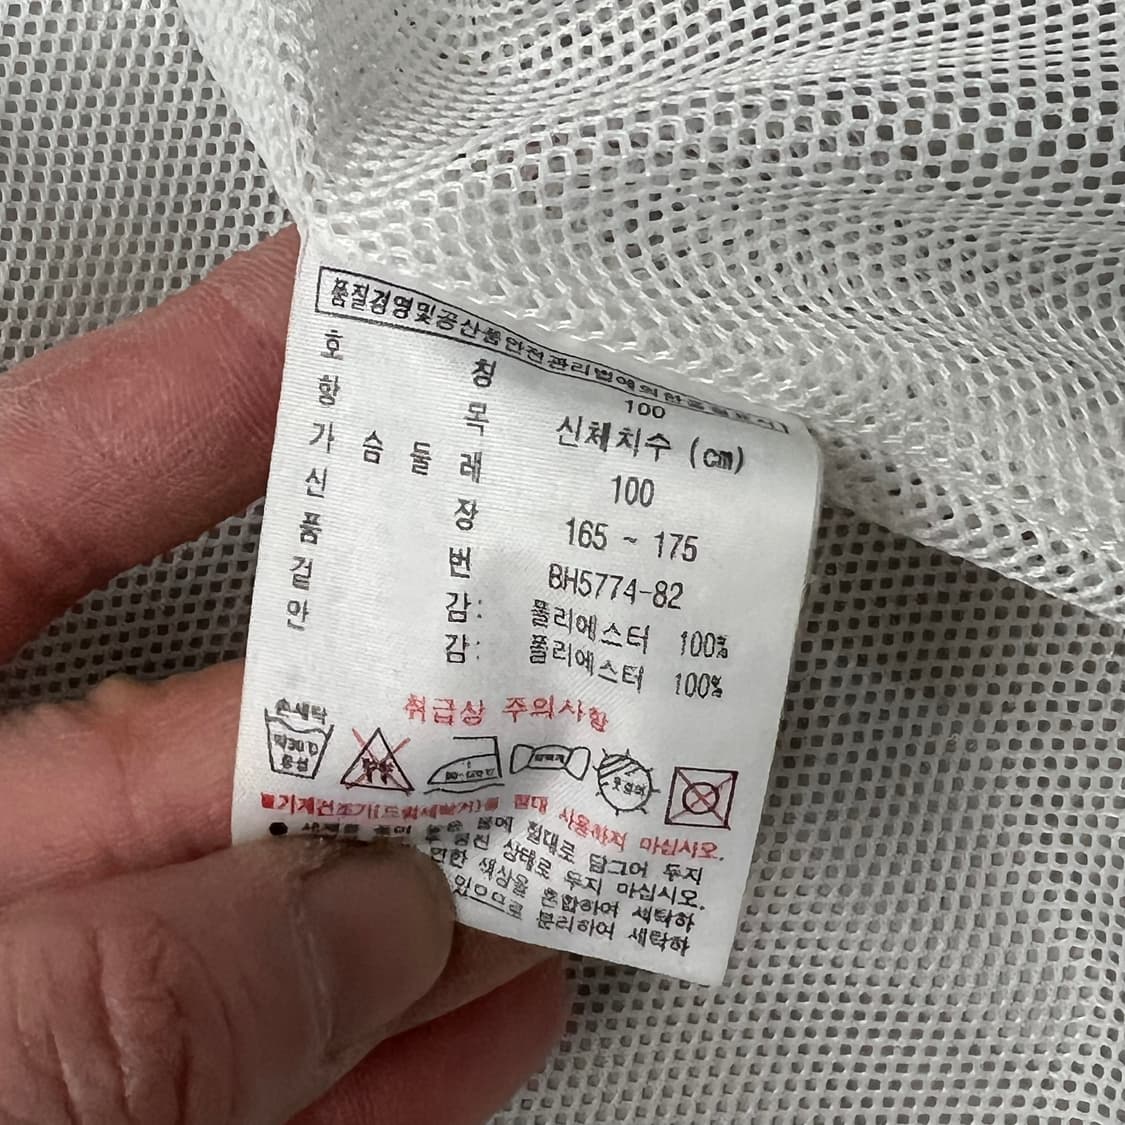 품질경영및공산품안전관리법에의한품질표시
호 칭 100
항 목 신체치수 (cm)
가 슴 둘 레 100
신 장 165 ~ 175
품 번 BH5774-82
겉 감: 폴리에스터 100%
안 감: 폴리에스터 100%
취급상 주의사항
손세탁
약30℃
중성
■기계건조기(드럼세탁기)를 절대 사용하지 마십시오.
● 물에 절대로 담그어 두지
상태로 두지 마십시오.
색상을 혼합하여 세탁하
있으므로 분리하여 세탁하